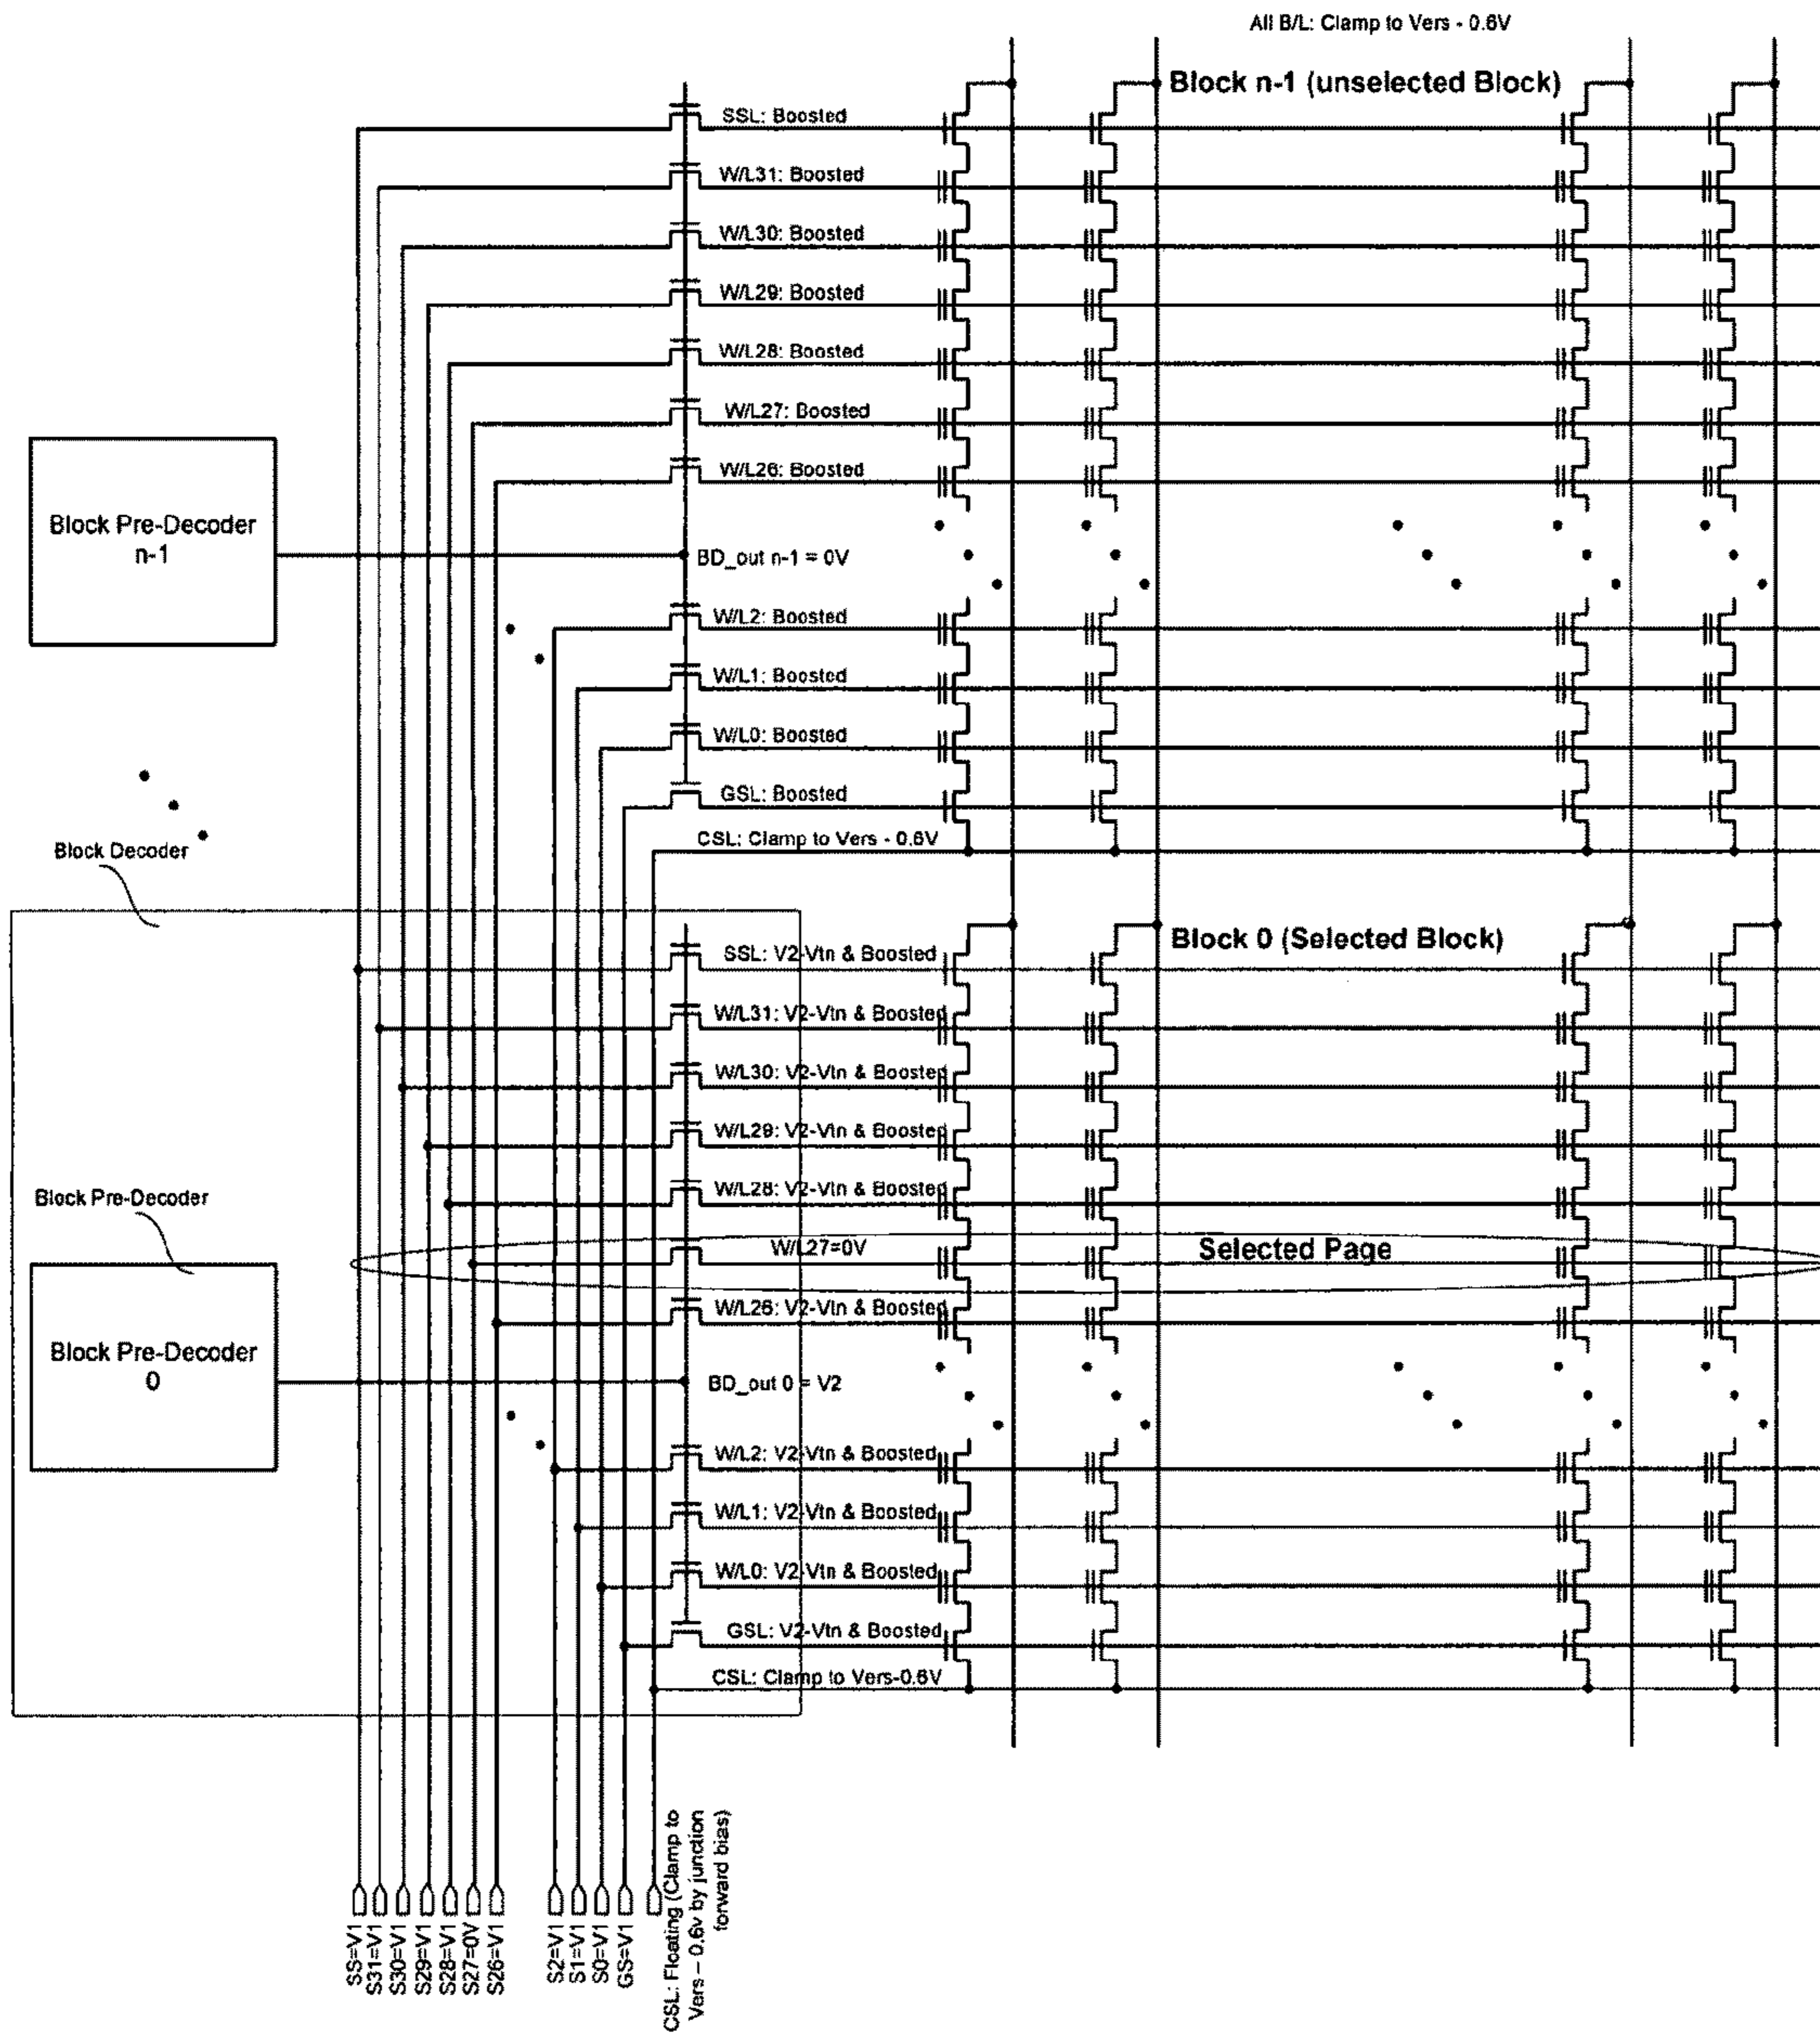 All B/L: Clamp to Vers - 0.6V
Block n-1 (unselected Block)
SSL: Boosted
W/L31: Boosted
W/L30: Boosted
W/L29: Boosted
W/L28: Boosted
W/L27: Boosted
W/L26: Boosted
Block Pre-Decoder
n-1
BD_out n-1 = 0V
W/L2: Boosted
W/L1: Boosted
W/L0: Boosted
GSL: Boosted
CSL: Clamp to Vers - 0.6V
Block Decoder
Block 0 (Selected Block)
SSL: V2-Vtn & Boosted
W/L31: V2-Vtn & Boosted
W/L30: V2-Vtn & Boosted
W/L29: V2-Vtn & Boosted
W/L28: V2-Vtn & Boosted
Block Pre-Decoder
W/L27=0V
Selected Page
W/L26: V2-Vtn & Boosted
Block Pre-Decoder
0
BD_out 0 = V2
W/L2: V2-Vtn & Boosted
W/L1: V2-Vtn & Boosted
W/L0: V2-Vtn & Boosted
GSL: V2-Vtn & Boosted
CSL: Clamp to Vers-0.6V
SS=V1
S31=V1
S30=V1
S29=V1
S28=V1
S27=0V
S26=V1
S2=V1
S1=V1
S0=V1
GS=V1
CSL: Floating (Clamp to
Vers – 0.6v by junction
forward bias)